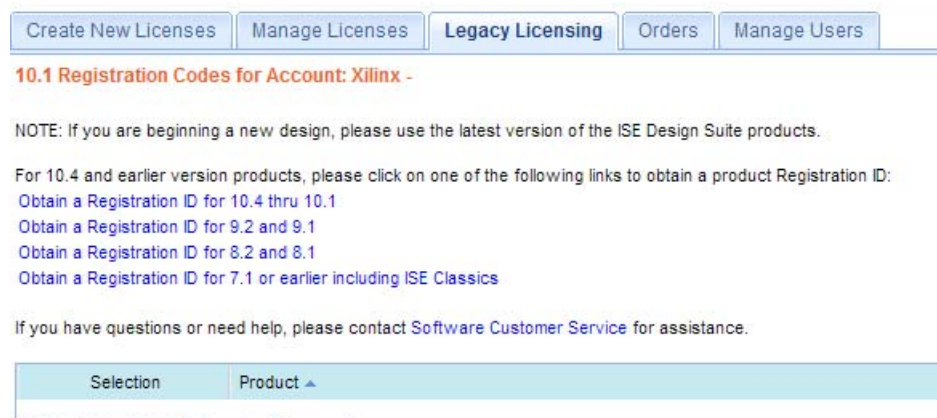 Create New Licenses Manage Licenses Legacy Licensing Orders Manage Users
10.1 Registration Codes for Account: Xilinx -
NOTE: If you are beginning a new design, please use the latest version of the ISE Design Suite products.
For 10.4 and earlier version products, please click on one of the following links to obtain a product Registration ID:
Obtain a Registration ID for 10.4 thru 10.1
Obtain a Registration ID for 9.2 and 9.1
Obtain a Registration ID for 8.2 and 8.1
Obtain a Registration ID for 7.1 or earlier including ISE Classics
If you have questions or need help, please contact Software Customer Service for assistance.
Selection Product